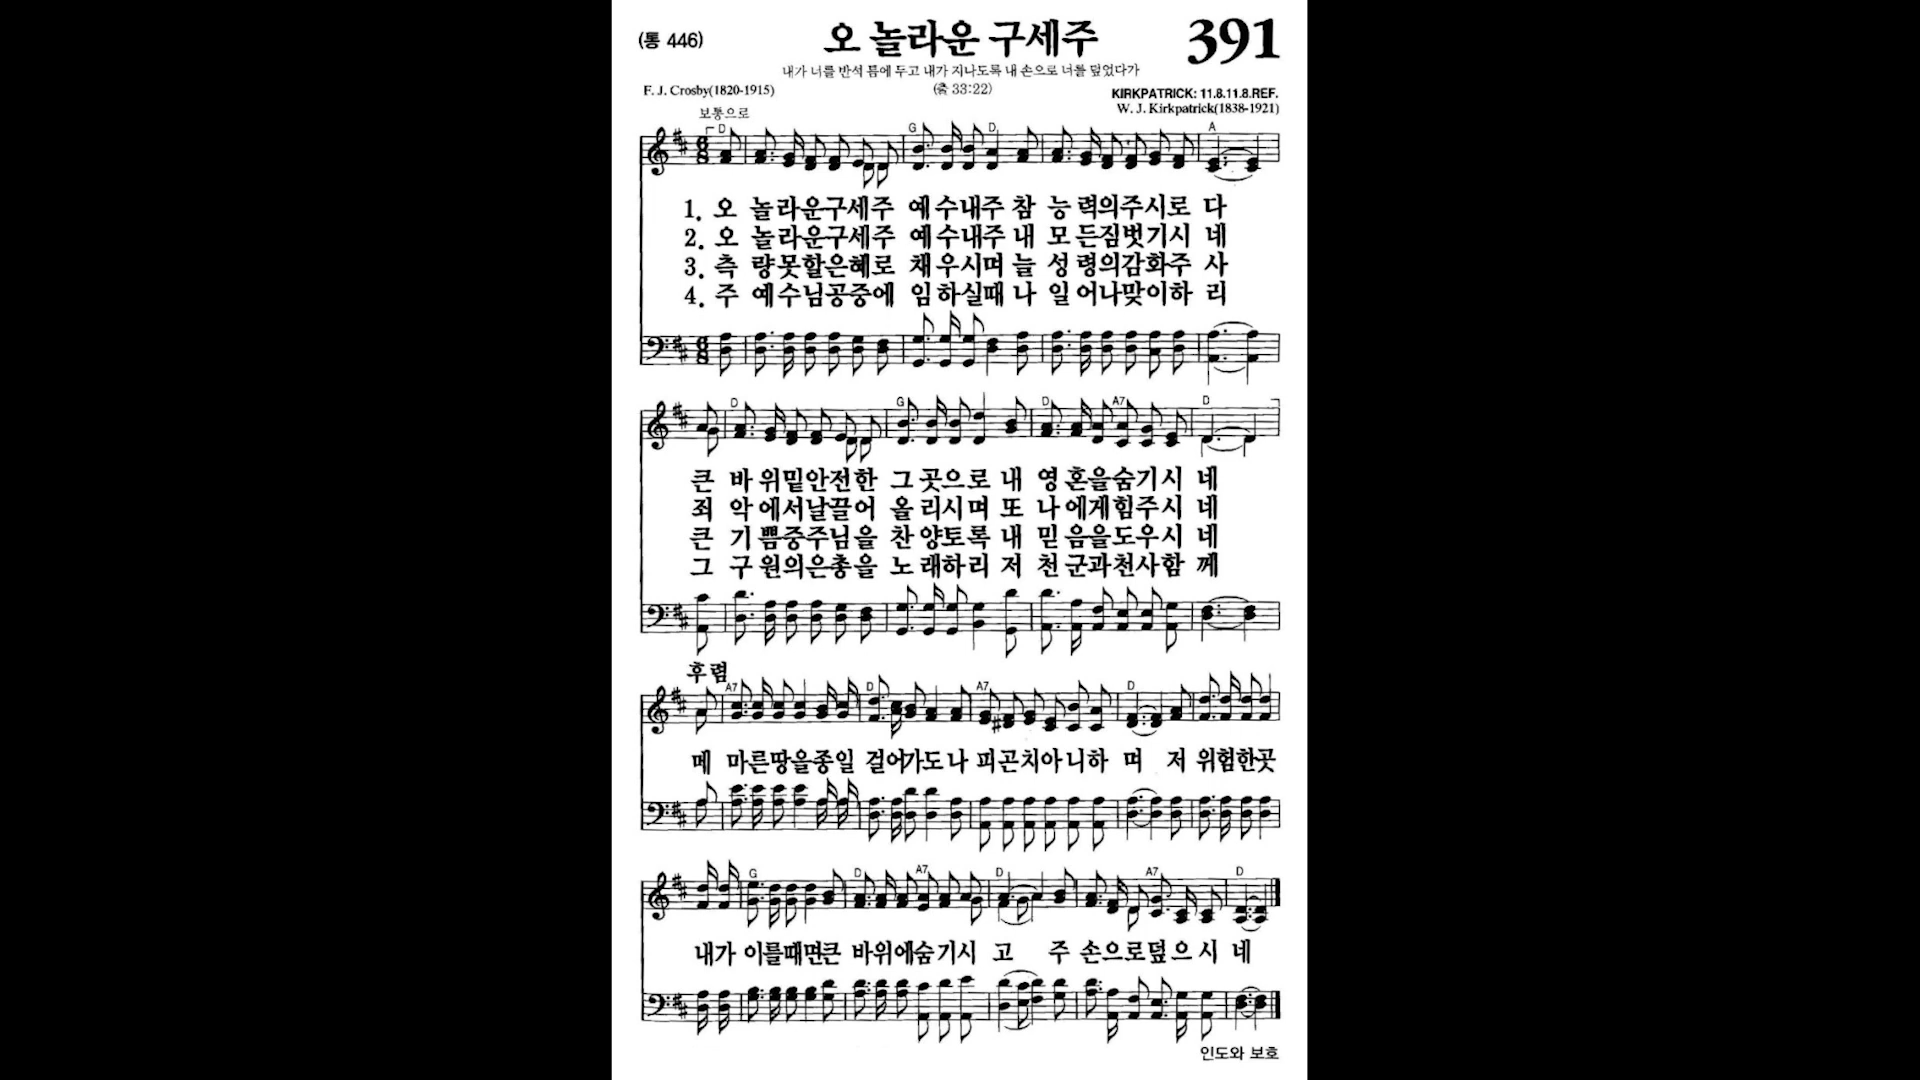 (통 446) 오 놀라운 구세주 391
내가 너를 반석 틈에 두고 내가 지나도록 내 손으로 너를 덮었다가
(출 33:22)
F. J. Crosby(1820-1915) KIRKPATRICK: 11.8.11.8.REF.
W. J. Kirkpatrick(1838-1921)
보통으로
D G D A
1. 오 놀라운구세주 예수내주 참 능력의주시로 다
2. 오 놀라운구세주 예수내주 내 모든짐벗기시 네
3. 측 량못할은혜로 채우시며 늘 성령의감화주 사
4. 주 예수님공중에 임하실때 나 일어나맞이하 리
D G D A7 D
큰 바위밑안전한 그곳으로 내 영혼을숨기시 네
죄 악에서날끌어 올리시며 또 나에게힘주시 네
큰 기쁨중주님을 찬양토록 내 믿음을도우시 네
그 구원의은총을 노래하리 저 천군과천사함 께
후렴
A7 D A7 D
메 마른땅을종일 걸어가도나 피곤치아니하 며 저 위험한곳
G D A7 D A7 D
내가 이를때면큰 바위에숨기시 고 주 손으로덮으시 네
인도와 보호